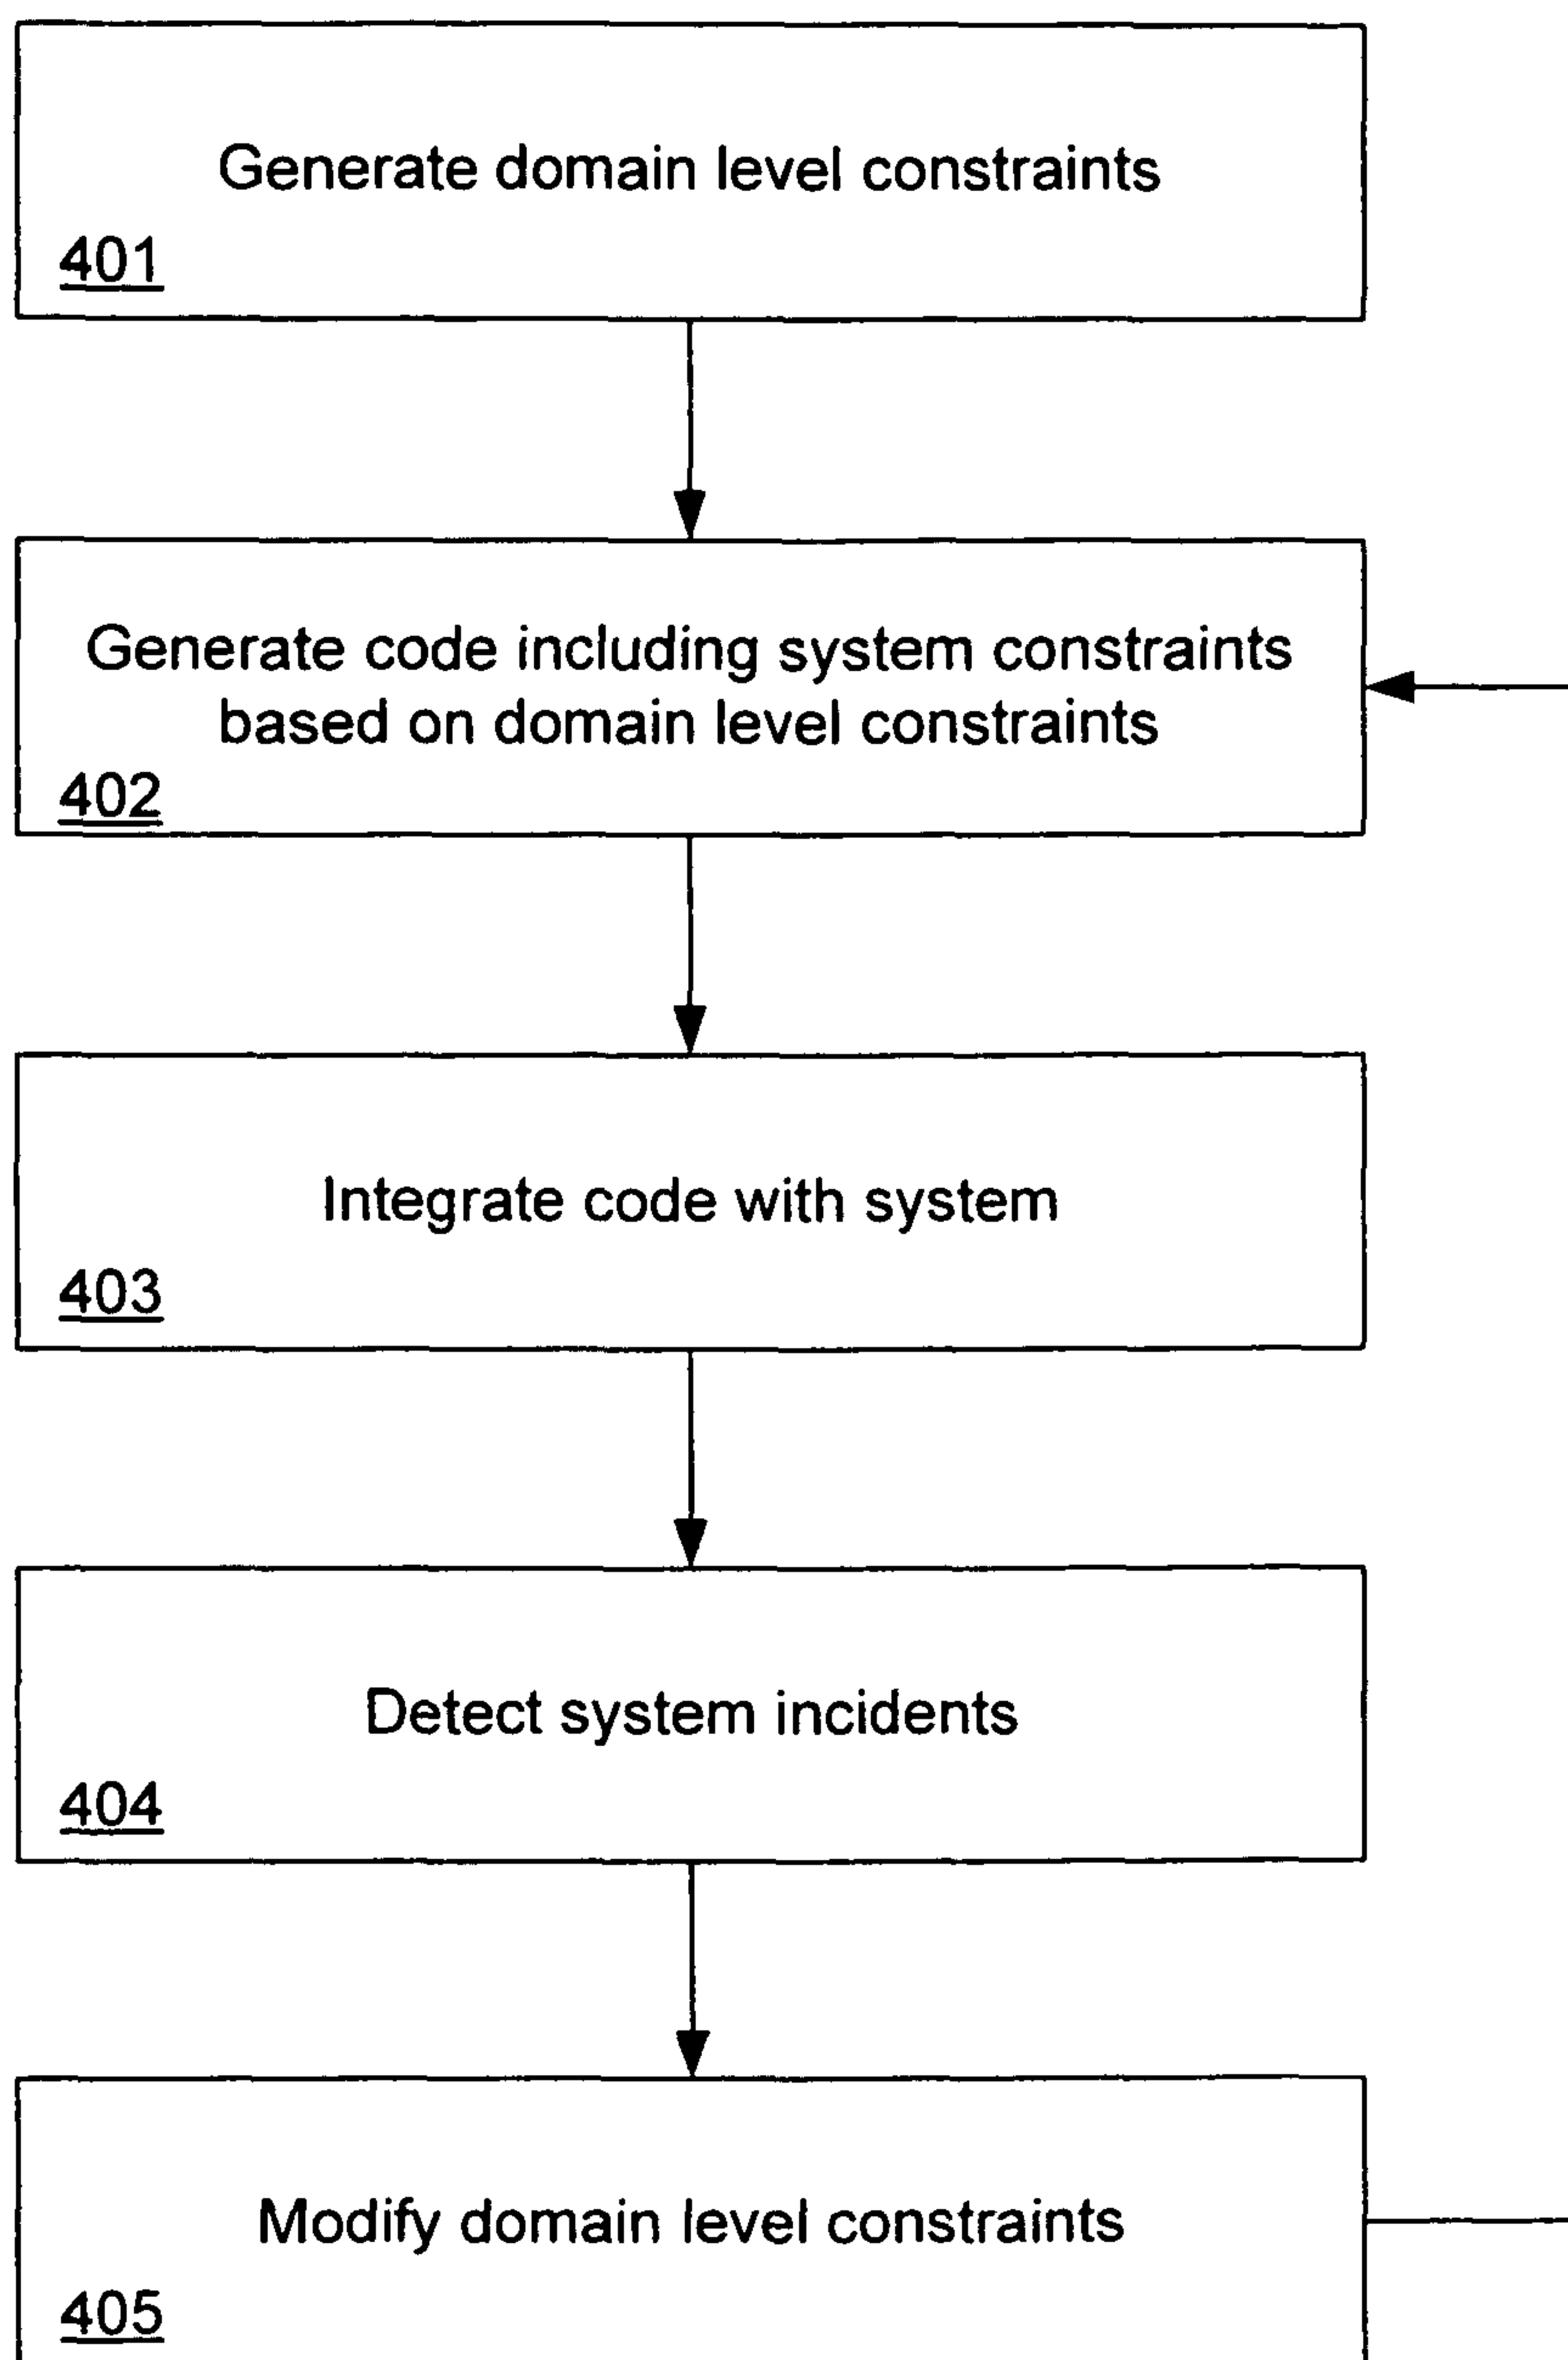 Generate domain level constraints
401
Generate code including system constraints
based on domain level constraints
402
Integrate code with system
403
Detect system incidents
404
Modify domain level constraints
405